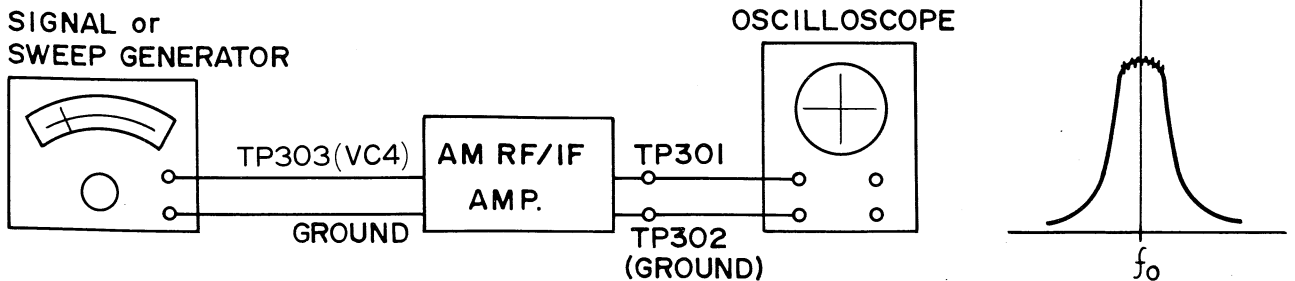 SIGNAL or
SWEEP GENERATOR
TP303(VC4)
GROUND
AM RF/IF
AMP.
TP301
TP302
(GROUND)
OSCILLOSCOPE
fo